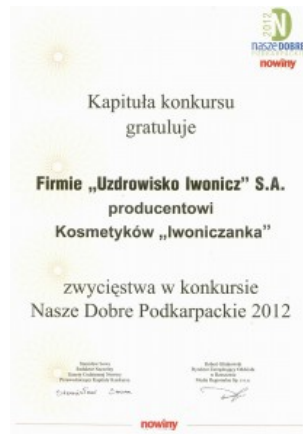 2012
nasze DOBRE
PODKARPACKIE
nowiny
Kapituła konkursu
gratuluje
Firmie „Uzdrowisko Iwonicz” S.A.
producentowi
Kosmetyków „Iwoniczanka”
zwycięstwa w konkursie
Nasze Dobre Podkarpackie 2012
nowiny